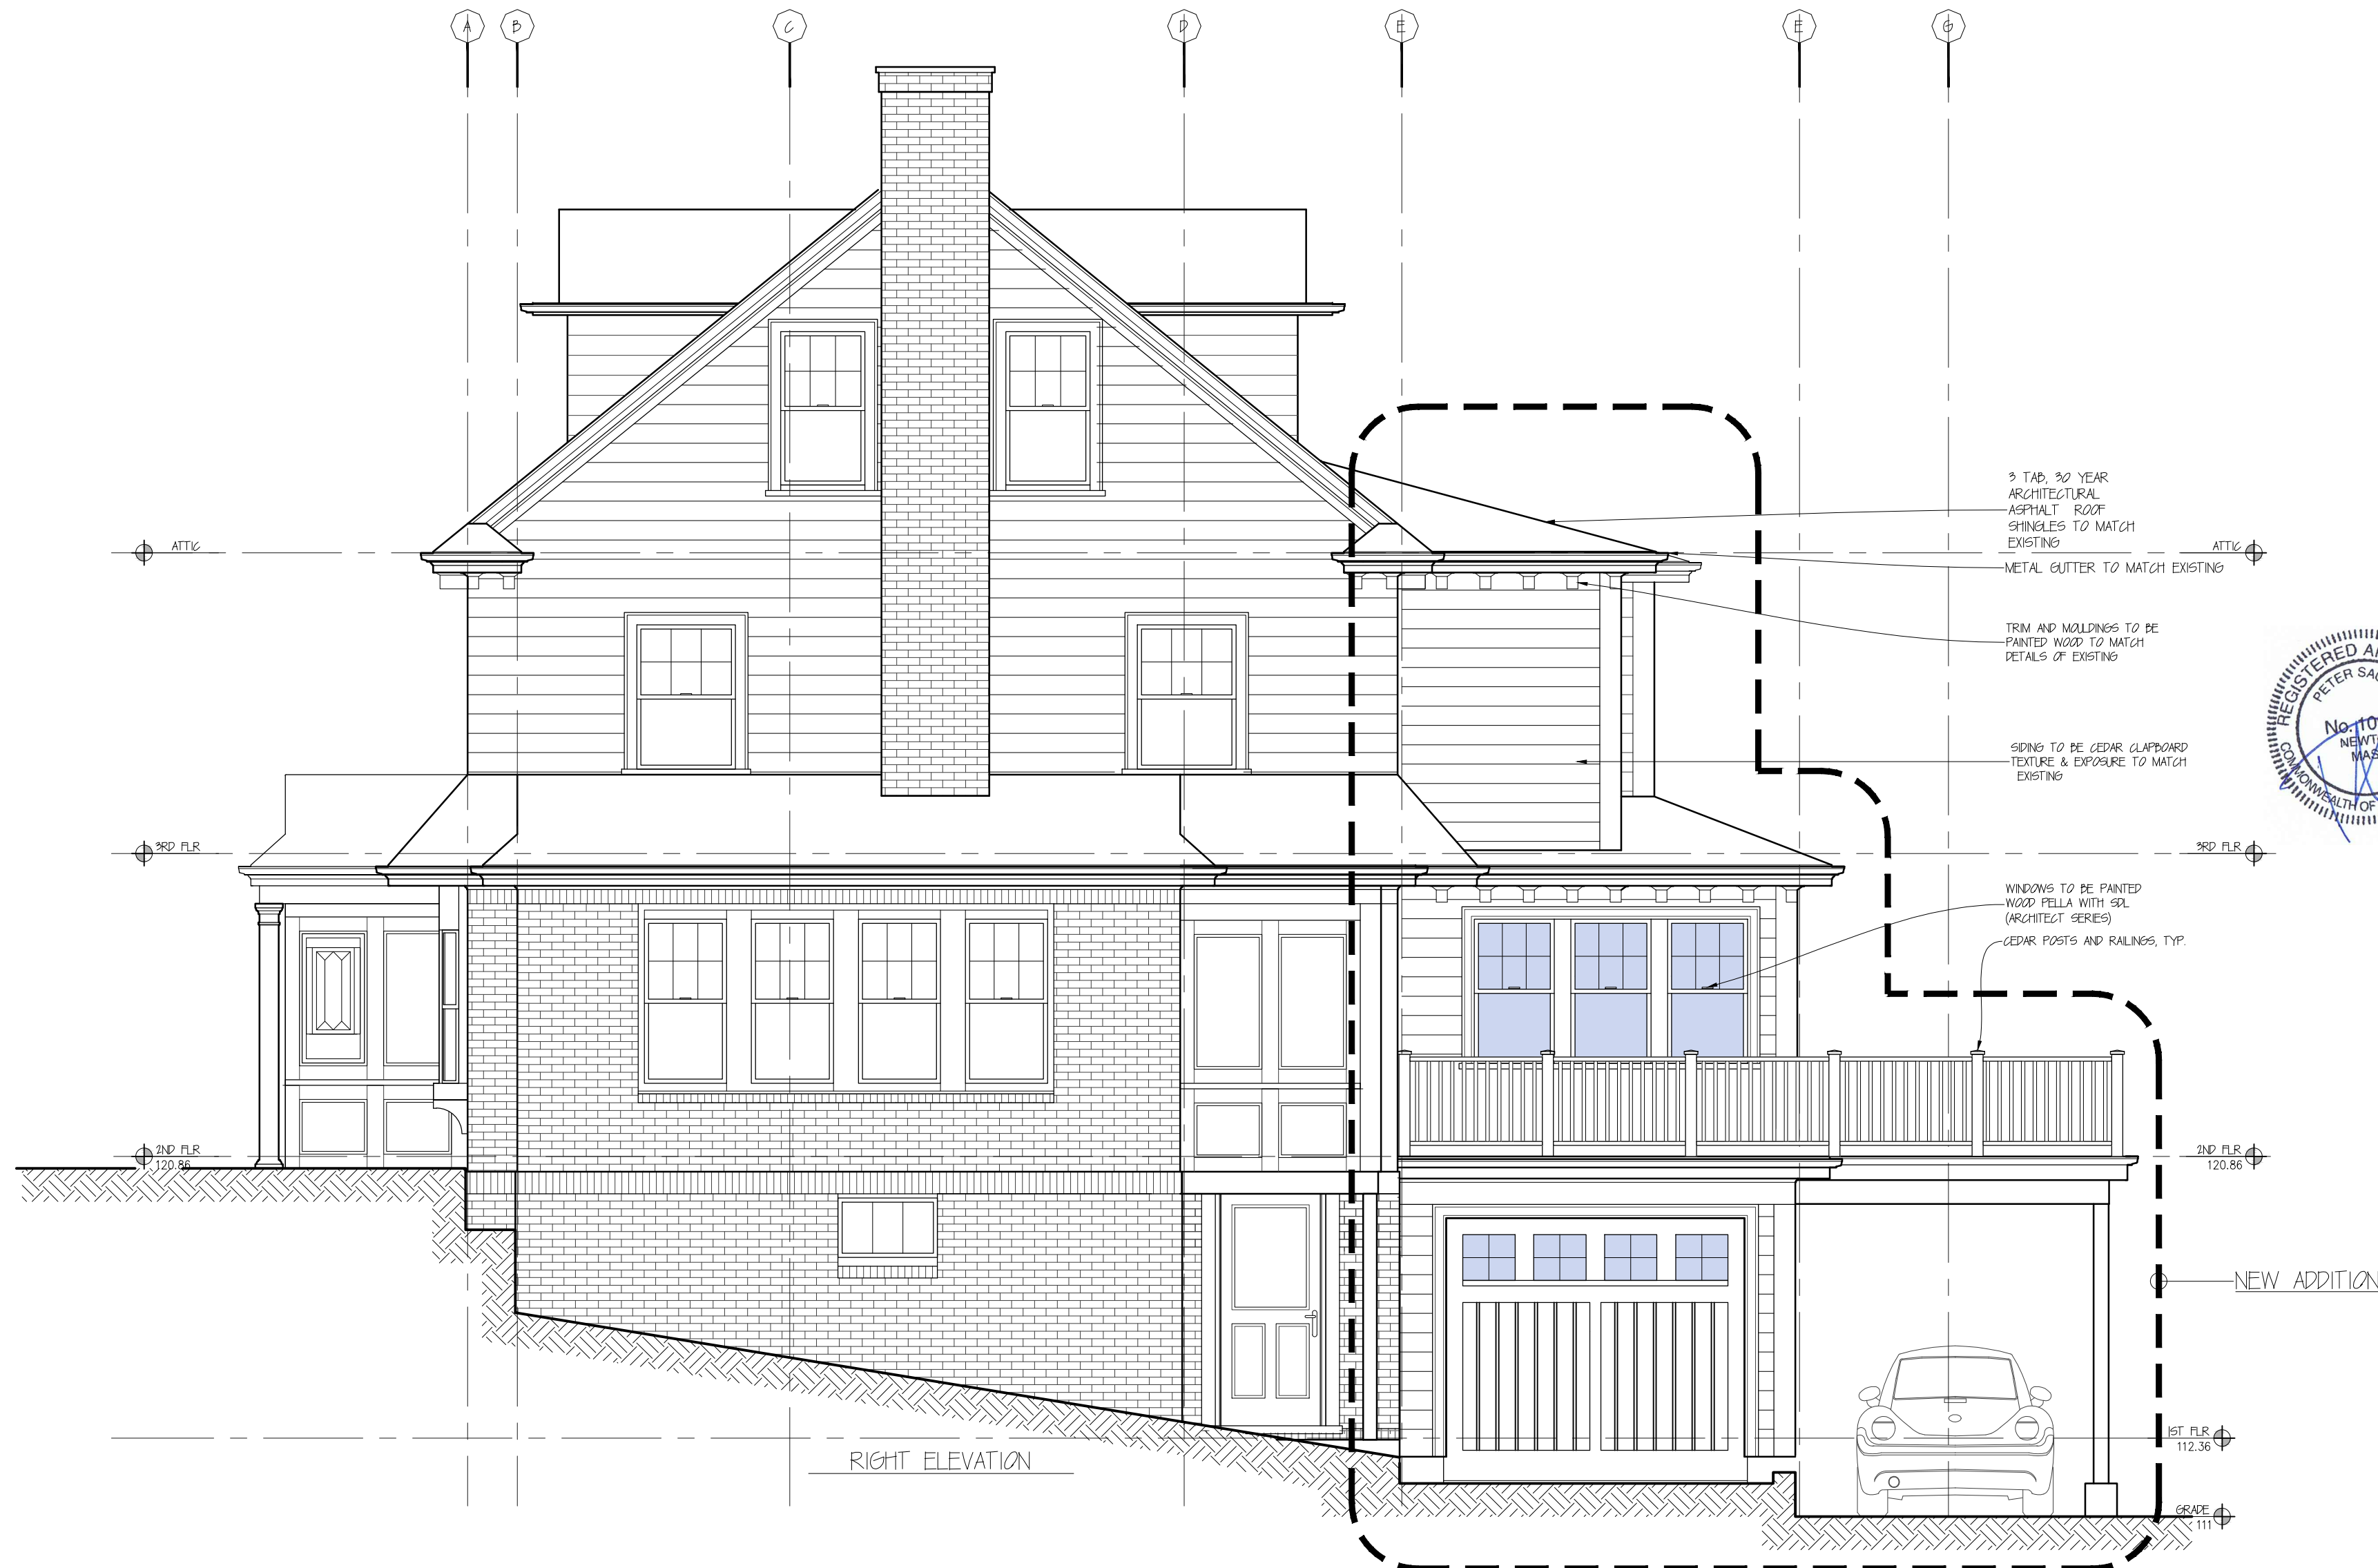 A
B
C
D
E
E
G
3 TAB, 30 YEAR
ARCHITECTURAL
ASPHALT ROOF
SHINGLES TO MATCH
EXISTING
ATTIC
ATTIC
METAL GUTTER TO MATCH EXISTING
TRIM AND MOULDINGS TO BE
PAINTED WOOD TO MATCH
DETAILS OF EXISTING
REGISTERED
PETER
No. 10
COMMONWEALTH OF
SIDING TO BE CEDAR CLAPBOARD
TEXTURE & EXPOSURE TO MATCH
EXISTING
3RD FLR
3RD FLR
WINDOWS TO BE PAINTED
WOOD PELLA WITH SDL
(ARCHITECT SERIES)
CEDAR POSTS AND RAILINGS, TYP.
2ND FLR
120.86
2ND FLR
120.86
NEW ADDITION
1ST FLR
112.36
RIGHT ELEVATION
GRADE
111